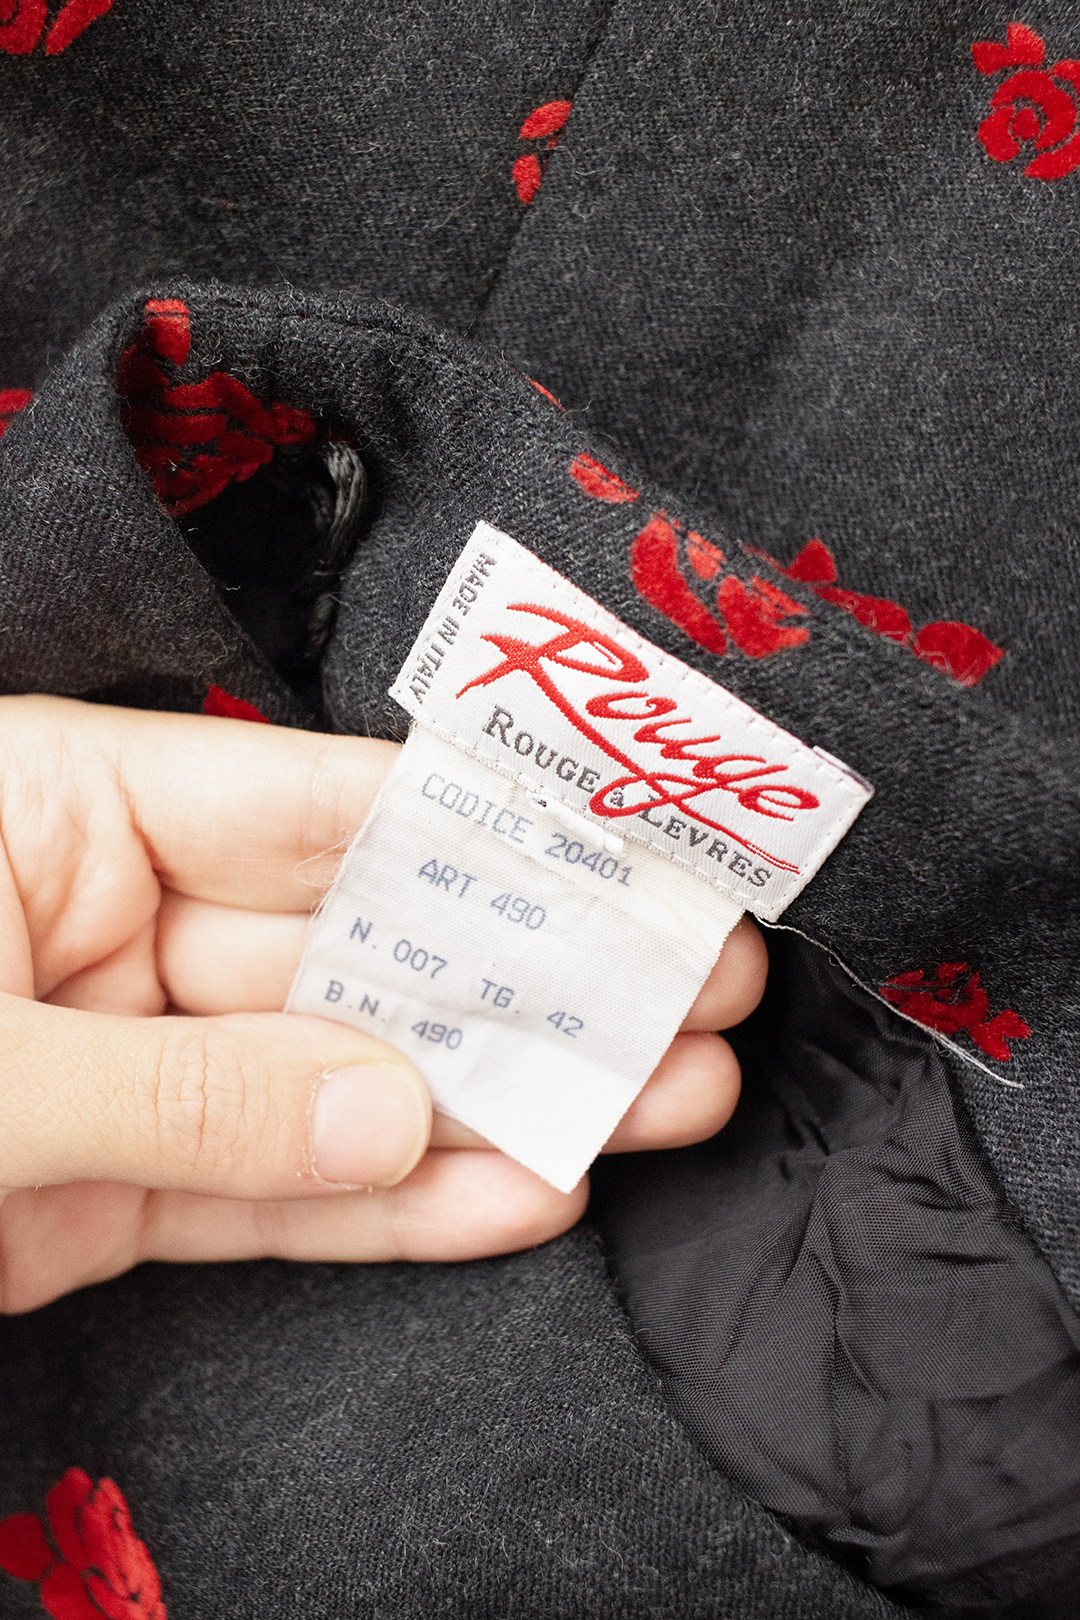 MADE IN ITALY
Rouge
ROUGE à LEVRES
CODICE 20401
ART 490
N. 007 TG. 42
B.N. 490